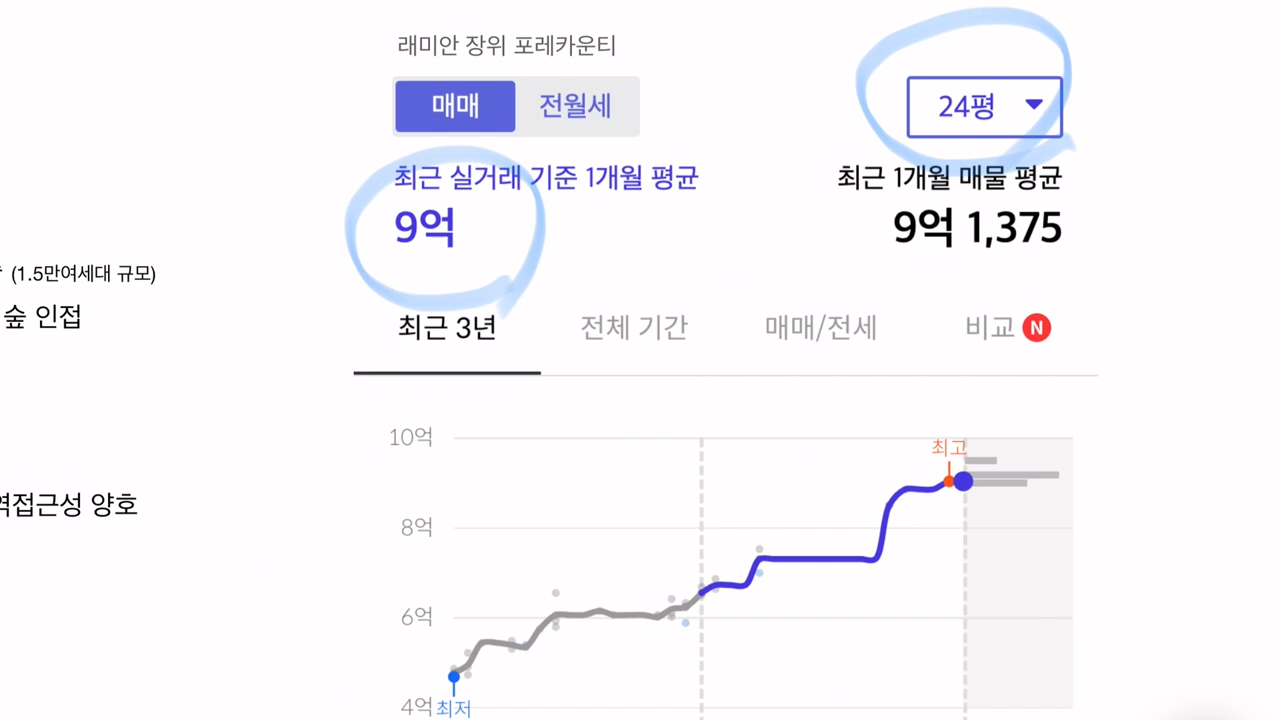 래미안 장위 포레카운티
매매 전월세
24평
최근 실거래 기준 1개월 평균
9억
최근 1개월 매물 평균
9억 1,375
(1.5만여세대 규모)
숲 인접
최근 3년 전체 기간 매매/전세 비교 N
10억
최고
8억
접근성 양호
6억
4억
최저